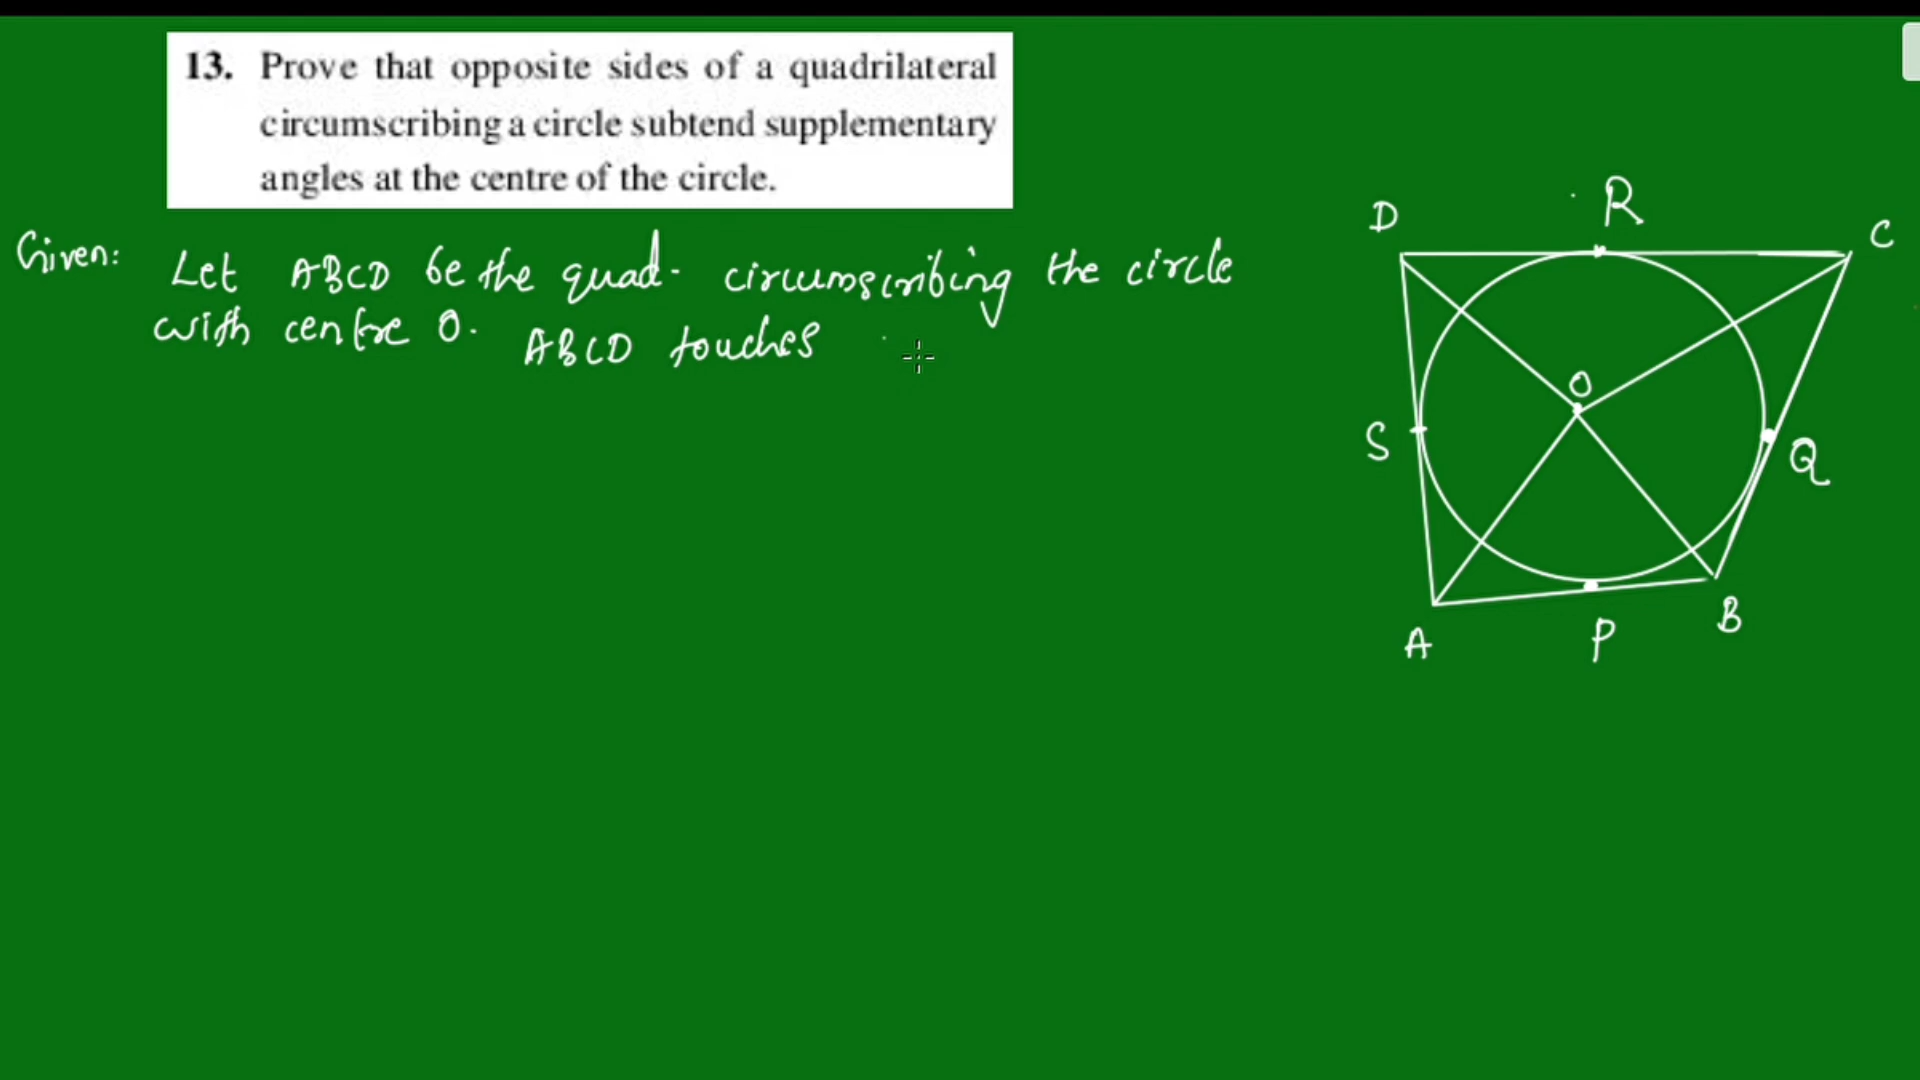 13. Prove that opposite sides of a quadrilateral
circumscribing a circle subtend supplementary
angles at the centre of the circle.
Given: Let ABCD be the quad. circumscribing the circle
with centre O. ABCD touches
D
R
C
O
S
Q
A
P
B